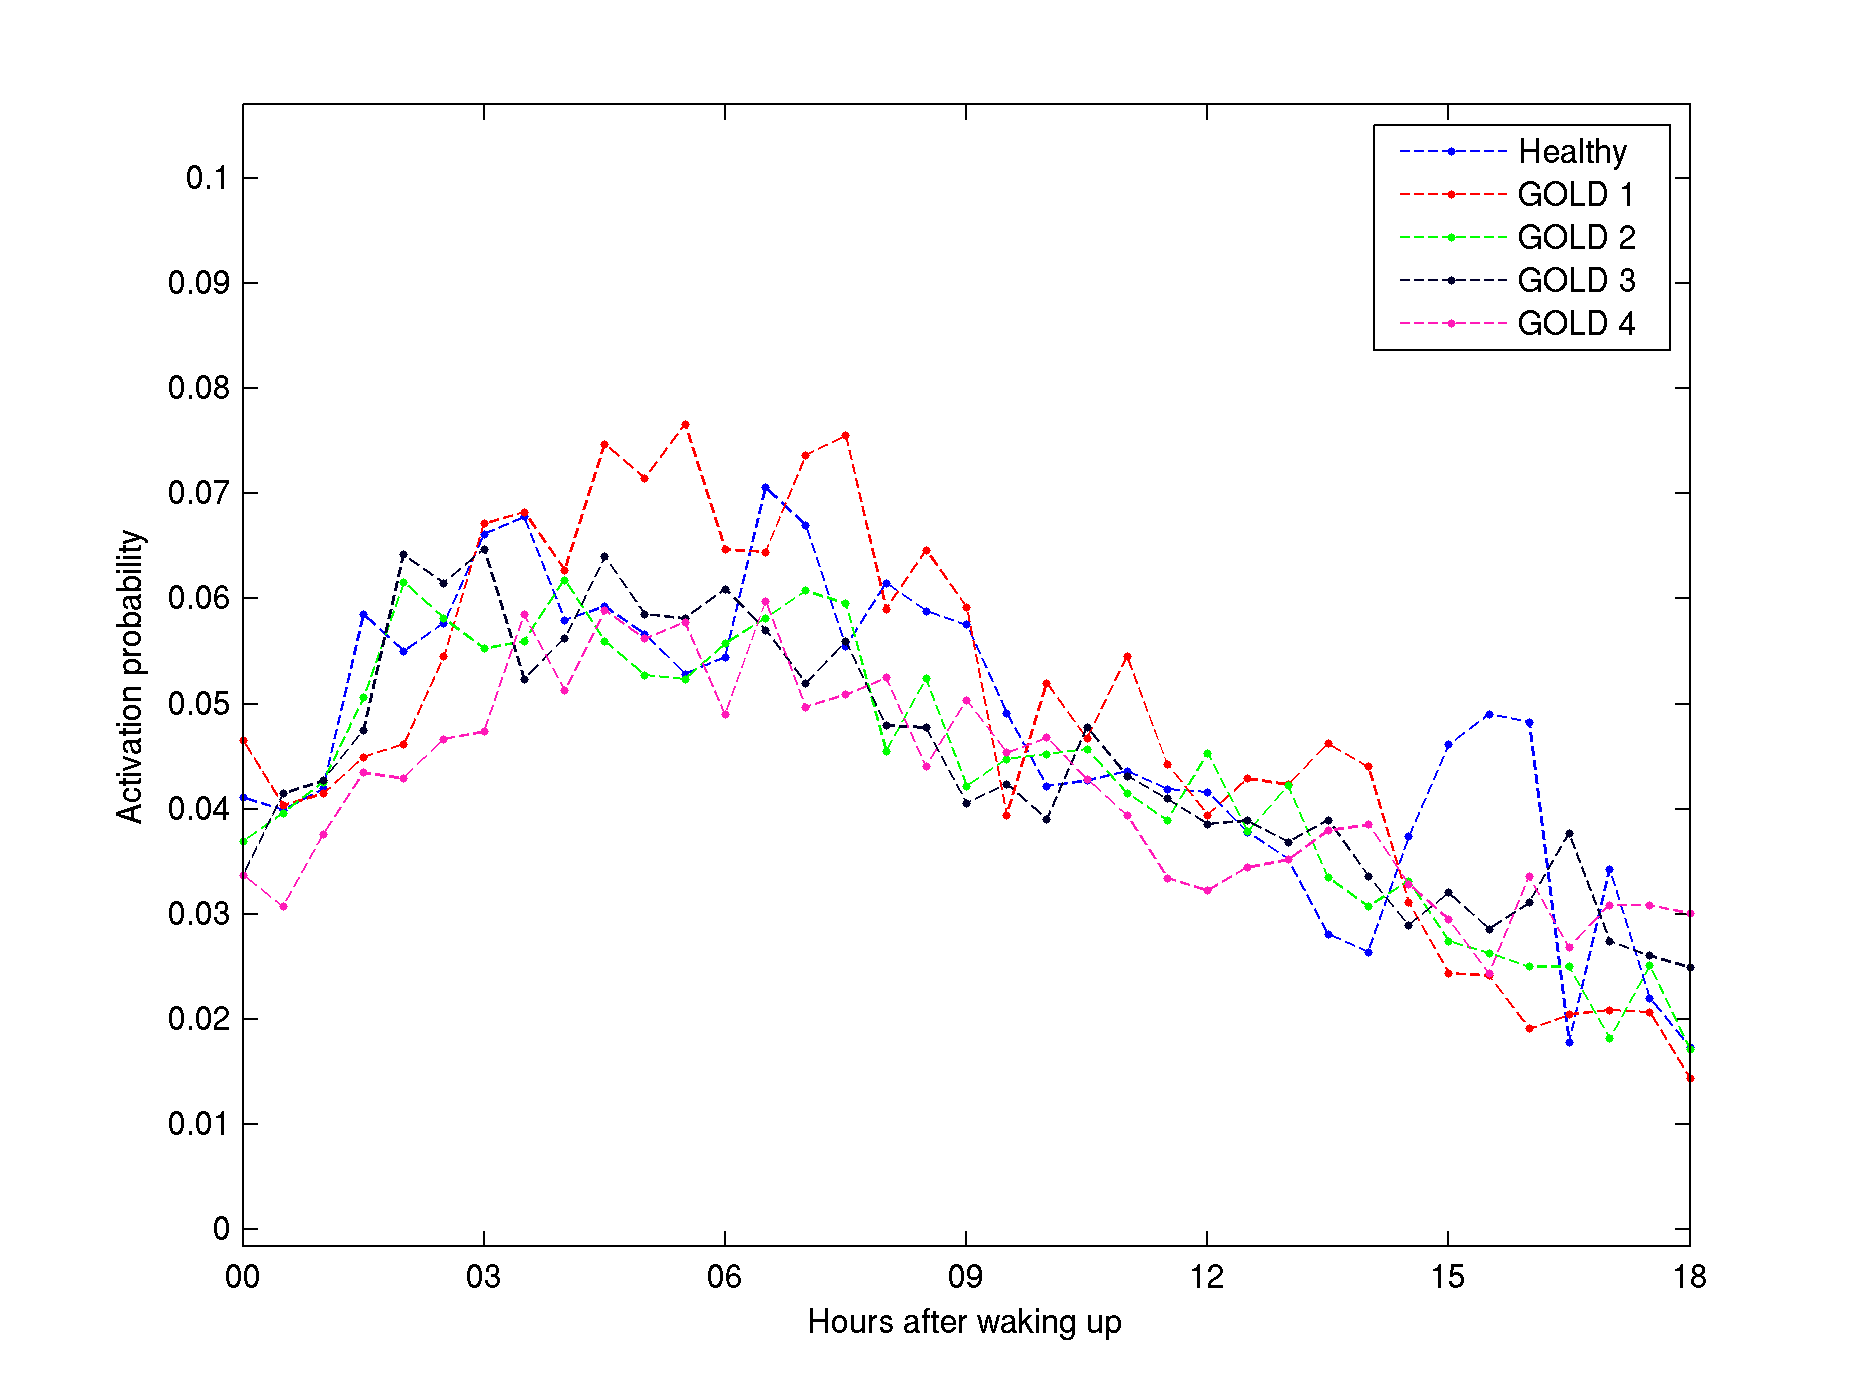 Healthy
GOLD 1
GOLD 2
GOLD 3
GOLD 4
0.1
0.09
0.08
0.07
0.06
0.05
0.04
0.03
0.02
0.01
0
Activation probability
00 03 06 09 12 15 18
Hours after waking up